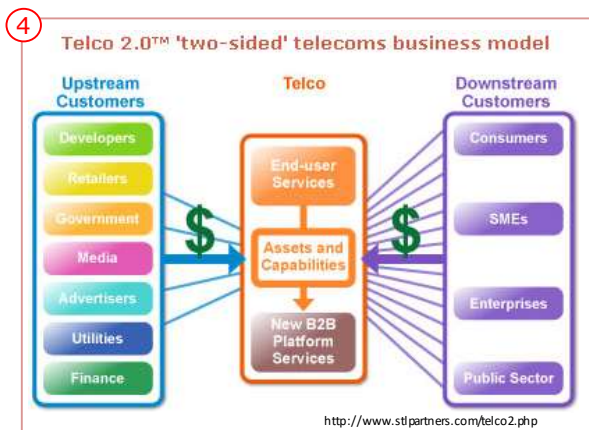 4
Telco 2.0™ 'two-sided' telecoms business model
Upstream
Customers
Developers
Retailers
Government
Media
Advertisers
Utilities
Finance
$
Telco
End-user
Services
Assets and
Capabilities
New B2B
Platform
Services
$
Downstream
Customers
Consumers
SMEs
Enterprises
Public Sector
http://www.stlpartners.com/telco2.php